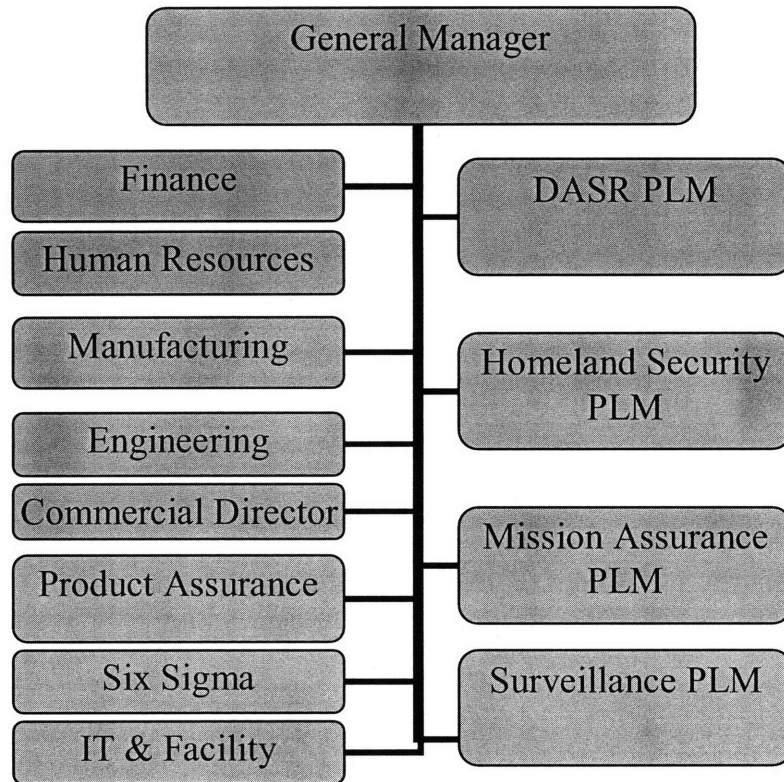 General Manager
Finance
Human Resources
Manufacturing
Engineering
Commercial Director
Product Assurance
Six Sigma
IT & Facility
DASR PLM
Homeland Security
PLM
Mission Assurance
PLM
Surveillance PLM